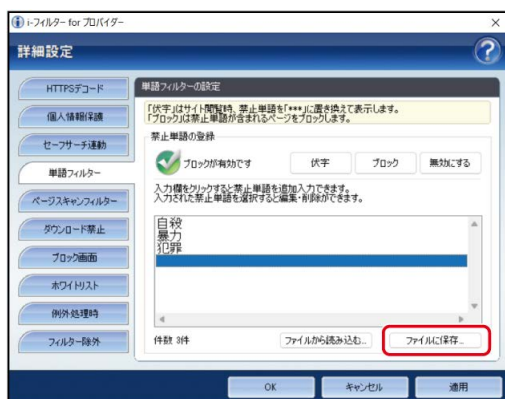 i-フィルター for プロバイダー
詳細設定
HTTPSデコード
個人情報保護
セーフサーチ連動
単語フィルター
ページスキャンフィルター
ダウンロード禁止
ブロック画面
ホワイトリスト
例外処理時
フィルター除外
単語フィルターの設定
「伏字」はサイト閲覧時、禁止単語を「***」に置き換えて表示します。
「ブロック」は禁止単語が含まれるページをブロックします。
禁止単語の登録
ブロックが有効です
伏字
ブロック
無効にする
入力欄をクリックすると禁止単語を追加入力できます。
入力された禁止単語を選択すると編集・削除ができます。
自殺
暴力
犯罪
件数 3件
ファイルから読み込む...
ファイルに保存...
OK
キャンセル
適用